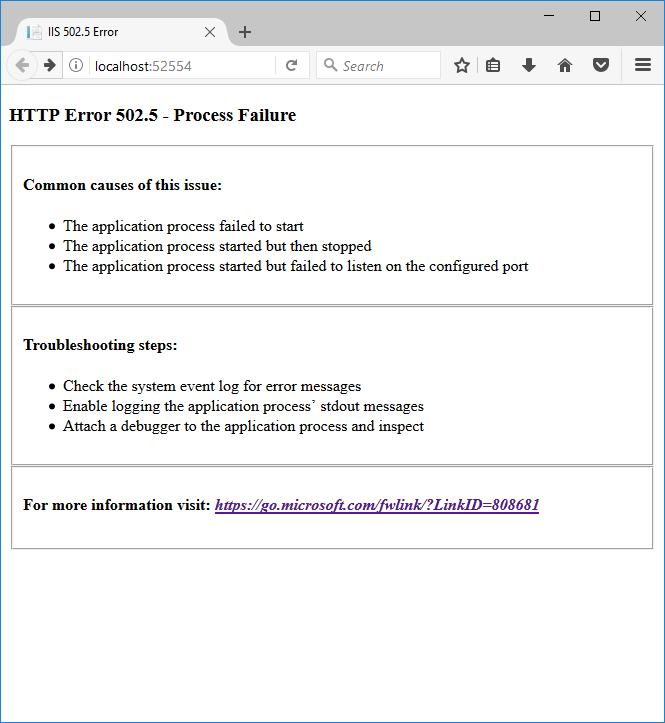 IIS 502.5 Error
localhost:52554
Search
HTTP Error 502.5 - Process Failure
Common causes of this issue:
The application process failed to start
The application process started but then stopped
The application process started but failed to listen on the configured port
Troubleshooting steps:
Check the system event log for error messages
Enable logging the application process’ stdout messages
Attach a debugger to the application process and inspect
For more information visit: https://go.microsoft.com/fwlink/?LinkID=808681